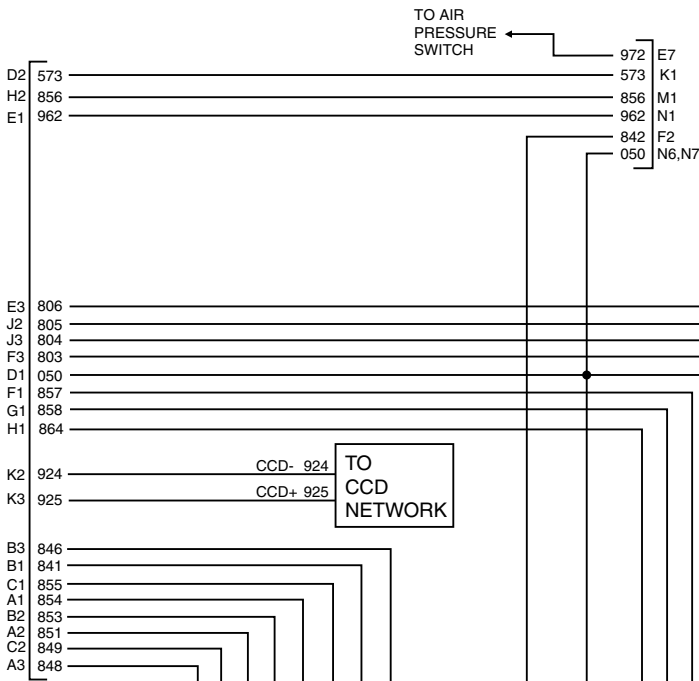 TO AIR
PRESSURE
SWITCH
972 E7
D2 573
573 K1
H2 856
856 M1
E1 962
962 N1
842 F2
050 N6,N7
E3 806
J2 805
J3 804
F3 803
D1 050
F1 857
G1 858
H1 864
K2 924
CCD- 924
K3 925
CCD+ 925
TO
CCD
NETWORK
B3 846
B1 841
C1 855
A1 854
B2 853
A2 851
C2 849
A3 848